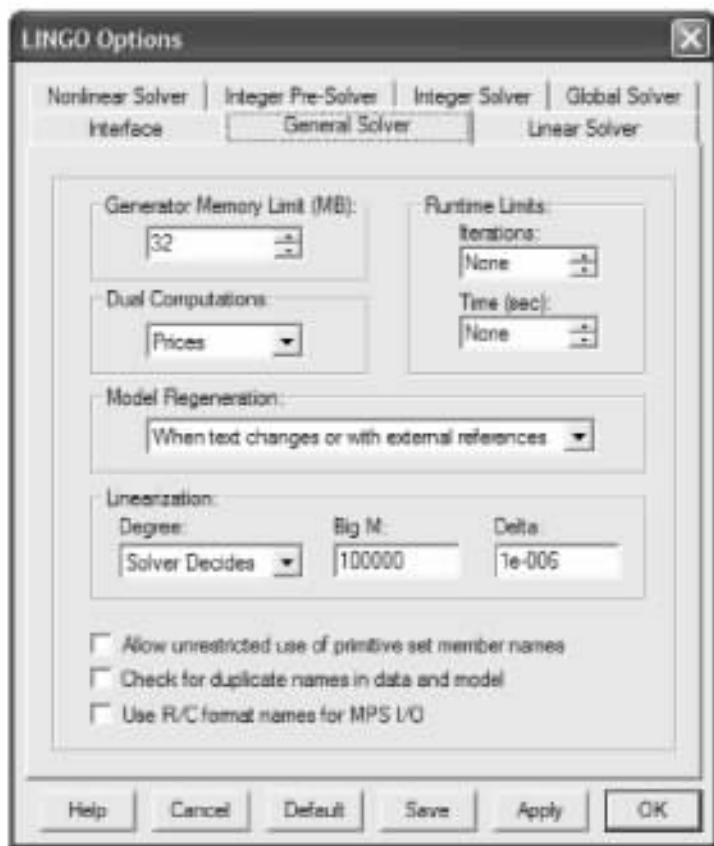 LINGO Options
Nonlinear Solver
Integer Pre-Solver
Integer Solver
Global Solver
Interface
General Solver
Linear Solver
Generator Memory Limit (MB):
32
Runtime Limits:
Iterations:
None
Dual Computations:
Prices
Time (sec):
None
Model Regeneration:
When text changes or with external references
Linearization:
Degree:
Big M:
Delta:
Solver Decides
100000
1e-006
Allow unrestricted use of primitive set member names
Check for duplicate names in data and model
Use R/C format names for MPS I/O
Help
Cancel
Default
Save
Apply
OK